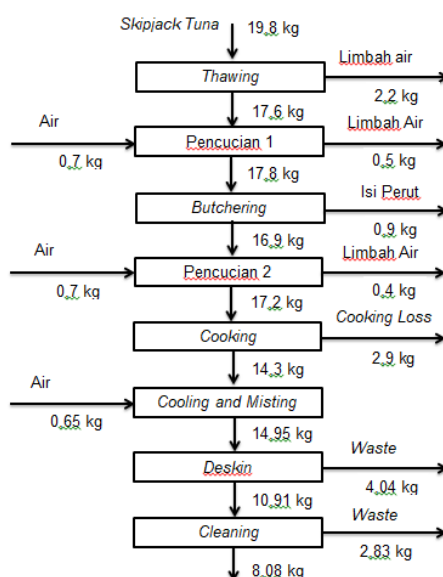 Skipjack Tuna
19.8 kg
Thawing
Limbah air
2.2 kg
17.6 kg
Air
0.7 kg
Pencucian 1
Limbah Air
0.5 kg
17.8 kg
Butchering
Isi Perut
0.9 kg
16.9 kg
Air
0.7 kg
Pencucian 2
Limbah Air
0.4 kg
17.2 kg
Cooking
Cooking Loss
2.9 kg
14.3 kg
Air
0.65 kg
Cooling and Misting
14.95 kg
Deskin
Waste
4.04 kg
10.91 kg
Cleaning
Waste
2.83 kg
8.08 kg